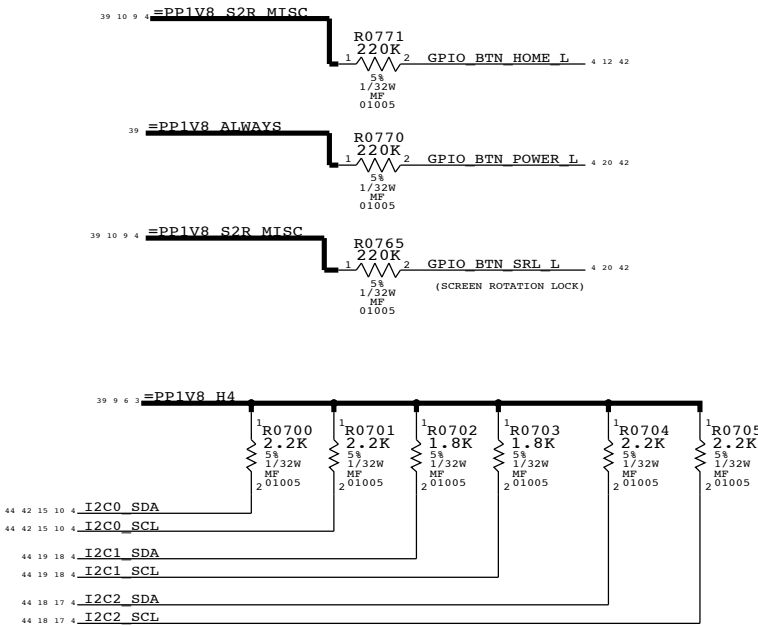 39 10 9 4 =PP1V8_S2R_MISC
R0771
220K
1 2 GPIO_BTN_HOME_L 4 12 42
5%
1/32W
MF
01005
39 =PP1V8_ALWAYS
R0770
220K
1 2 GPIO_BTN_POWER_L 4 20 42
5%
1/32W
MF
01005
39 10 9 4 =PP1V8_S2R_MISC
R0765
220K
1 2 GPIO_BTN_SRL_L 4 20 42
5%
1/32W
MF
01005
(SCREEN ROTATION LOCK)
39 9 6 3 =PP1V8_H4
1 R0700
2.2K
5%
1/32W
MF
2 01005
1 R0701
2.2K
5%
1/32W
MF
2 01005
1 R0702
1.8K
5%
1/32W
MF
2 01005
1 R0703
1.8K
5%
1/32W
MF
2 01005
1 R0704
2.2K
5%
1/32W
MF
2 01005
1 R0705
2.2K
5%
1/32W
MF
2 01005
44 42 15 10 4 I2C0_SDA
44 42 15 10 4 I2C0_SCL
44 19 18 4 I2C1_SDA
44 19 18 4 I2C1_SCL
44 18 17 4 I2C2_SDA
44 18 17 4 I2C2_SCL